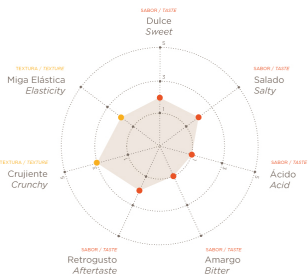 SABOR / TASTE
Dulce
Sweet
5
3
1
TEXTURA / TEXTURE
Miga Elástica
Elasticity
SABOR / TASTE
Salado
Salty
TEXTURA / TEXTURE
Crujiente
Crunchy
SABOR / TASTE
Ácido
Acid
SABOR / TASTE
Retrogusto
Aftertaste
SABOR / TASTE
Amargo
Bitter